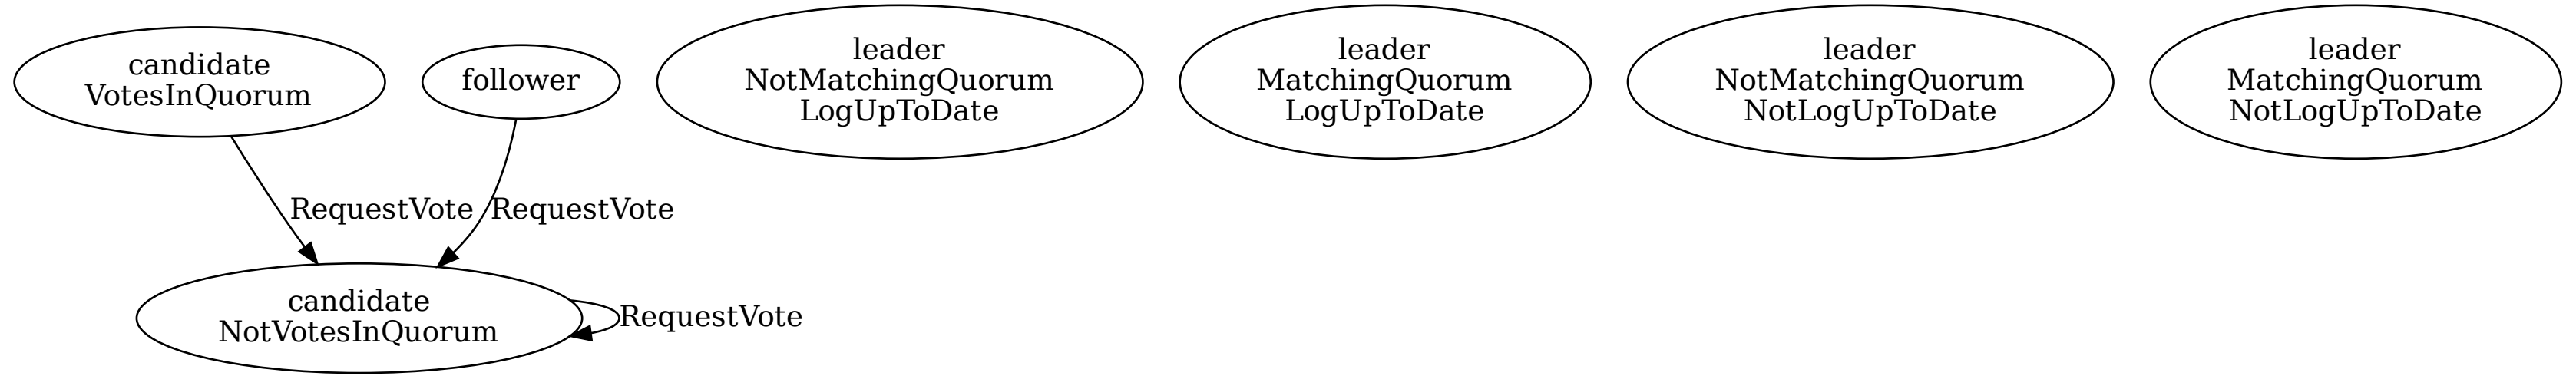 candidate
VotesInQuorum
follower
leader
NotMatchingQuorum
LogUpToDate
leader
MatchingQuorum
LogUpToDate
leader
NotMatchingQuorum
NotLogUpToDate
leader
MatchingQuorum
NotLogUpToDate
RequestVote
RequestVote
candidate
NotVotesInQuorum
RequestVote